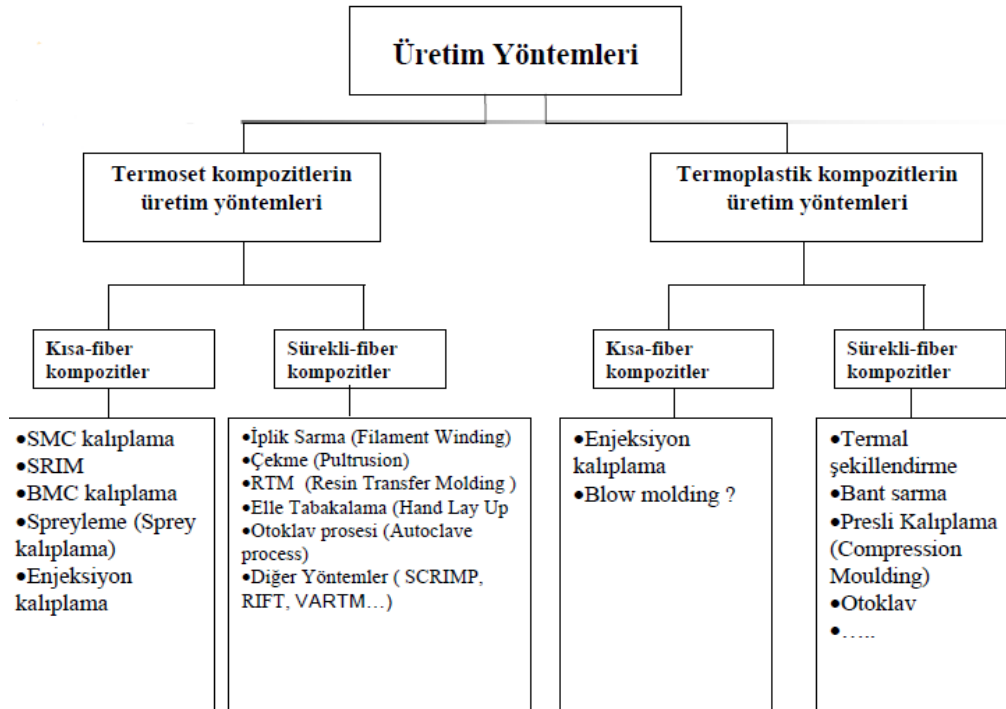 Üretim Yöntemleri
Termoset kompozitlerin
üretim yöntemleri
Termoplastik kompozitlerin
üretim yöntemleri
Kısa-fiber
kompozitler
Sürekli-fiber
kompozitler
Kısa-fiber
kompozitler
Sürekli-fiber
kompozitler
•SMC kalıplama
•SRIM
•BMC kalıplama
•Spreyleme (Sprey
kalıplama)
•Enjeksiyon
kalıplama
•İplik Sarma (Filament Winding)
•Çekme (Pultrusion)
•RTM (Resin Transfer Molding )
•Elle Tabakalama (Hand Lay Up
•Otoklav prosesi (Autoclave
process)
•Diğer Yöntemler ( SCRIMP,
RIFT, VARTM…)
•Enjeksiyon
kalıplama
•Blow molding ?
•Termal
şekillendirme
•Bant sarma
•Presli Kalıplama
(Compression
Moulding)
•Otoklav
•…..